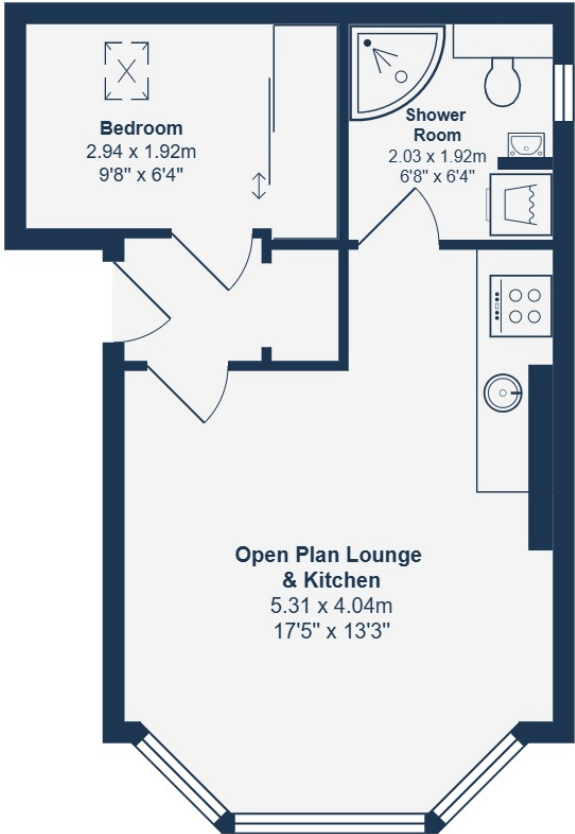 Bedroom
2.94 x 1.92m
9'8" x 6'4"
Shower
Room
2.03 x 1.92m
6'8" x 6'4"
Open Plan Lounge
& Kitchen
5.31 x 4.04m
17'5" x 13'3"